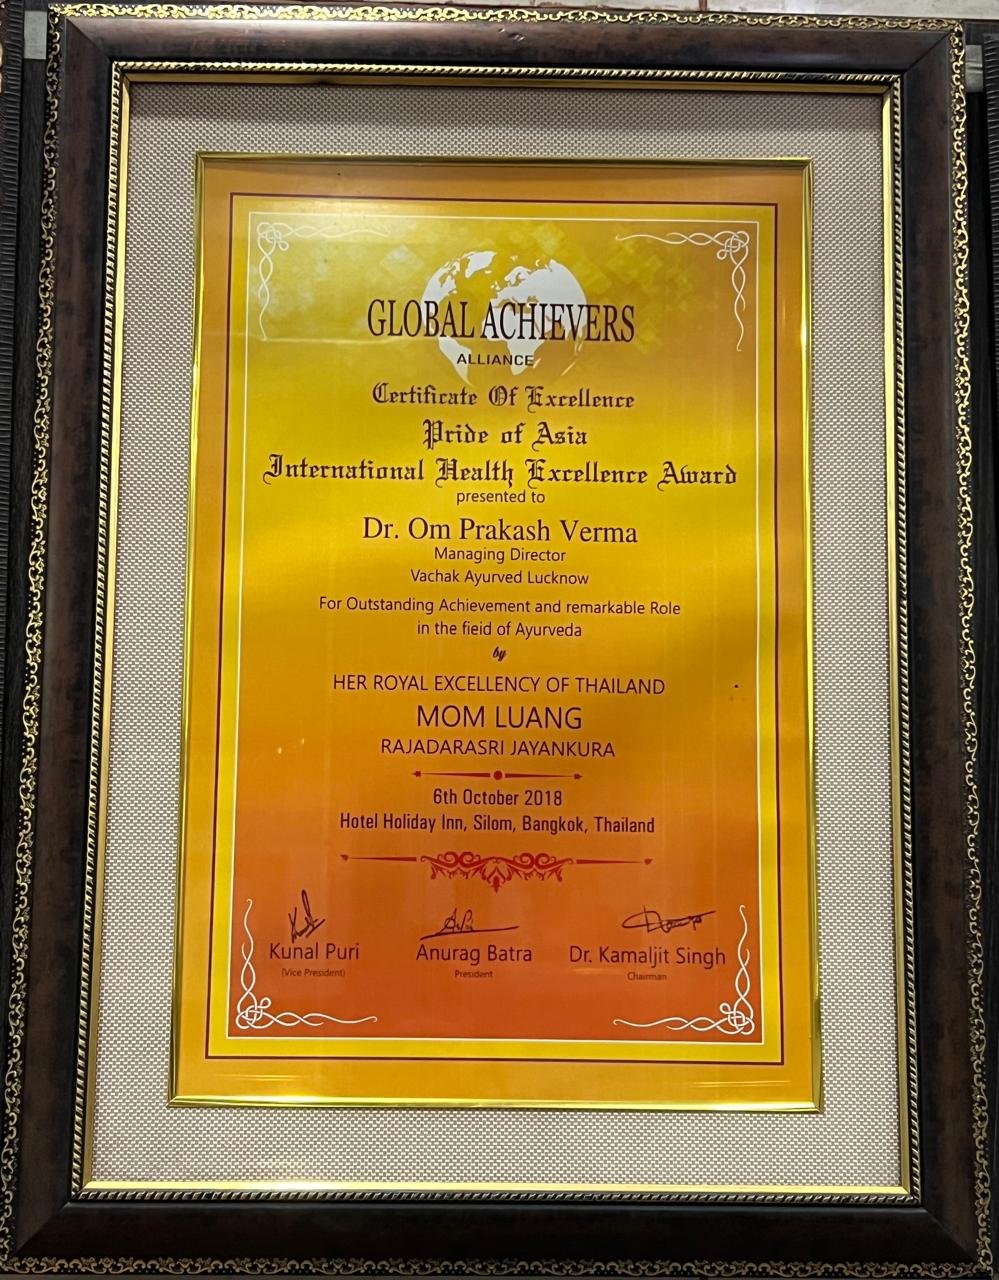 GLOBAL ACHIEVERS
ALLIANCE
Certificate Of Excellence
Pride of Asia
International Health Excellence Award
presented to
Dr. Om Prakash Verma
Managing Director
Vachak Ayurved Lucknow
For Outstanding Achievement and remarkable Role
in the fieid of Ayurveda
by
HER ROYAL EXCELLENCY OF THAILAND
MOM LUANG
RAJADARASRI JAYANKURA
6th October 2018
Hotel Holiday Inn, Silom, Bangkok, Thailand
Kunal Puri
(Vice President)
Anurag Batra
President
Dr. Kamaljit Singh
Chairman